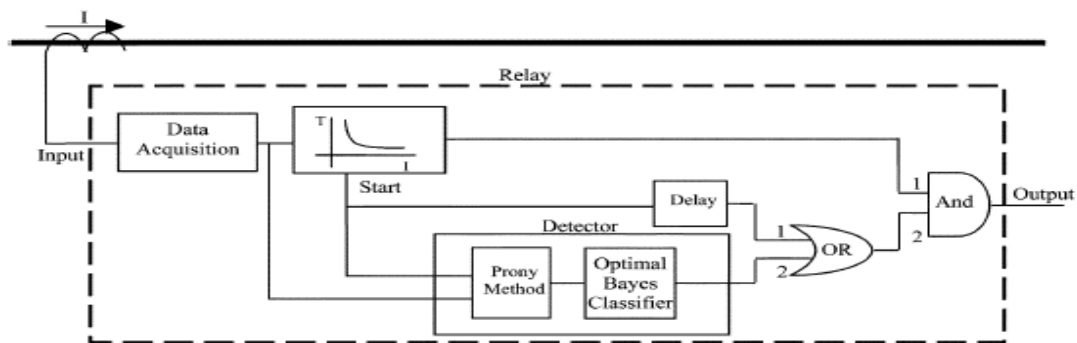 I
Relay
Data
Acquisition
T
I
Input
Start
Delay
1
And
Output
2
Detector
1
OR
2
Prony
Method
Optimal
Bayes
Classifier